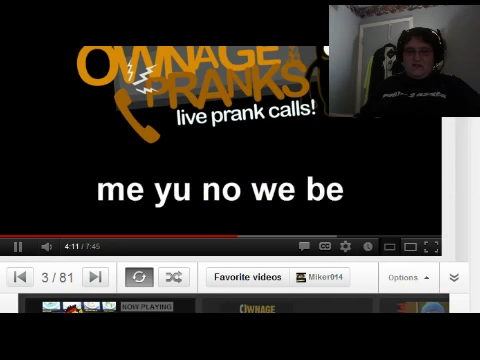 OWNAGE
PRANKS
live prank calls!
me yu no we be
4:11 / 7:45
CC
3 / 81
Favorite videos
Miker014
Options
NOW PLAYING
OWNAGE